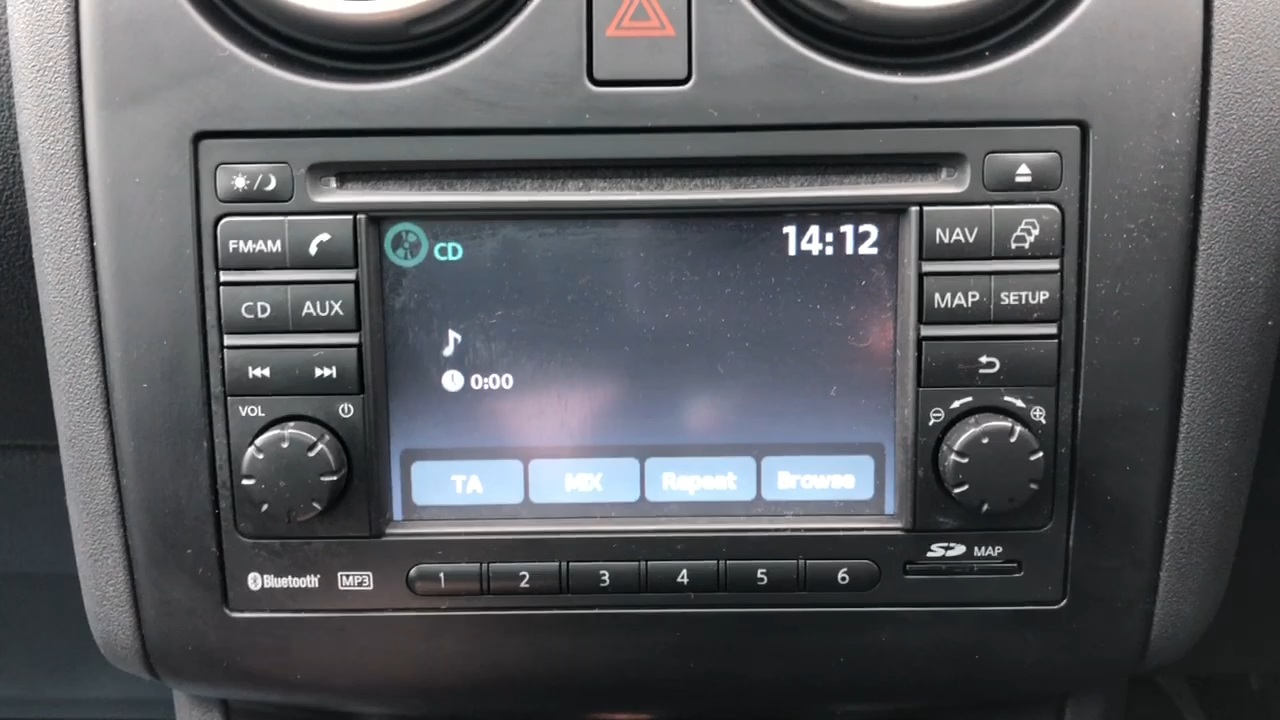 FM·AM
CD
AUX
VOL
CD
14:12
0:00
TA
MIX
Repeat
Browse
NAV
MAP
SETUP
Bluetooth®
MP3
1
2
3
4
5
6
SD MAP